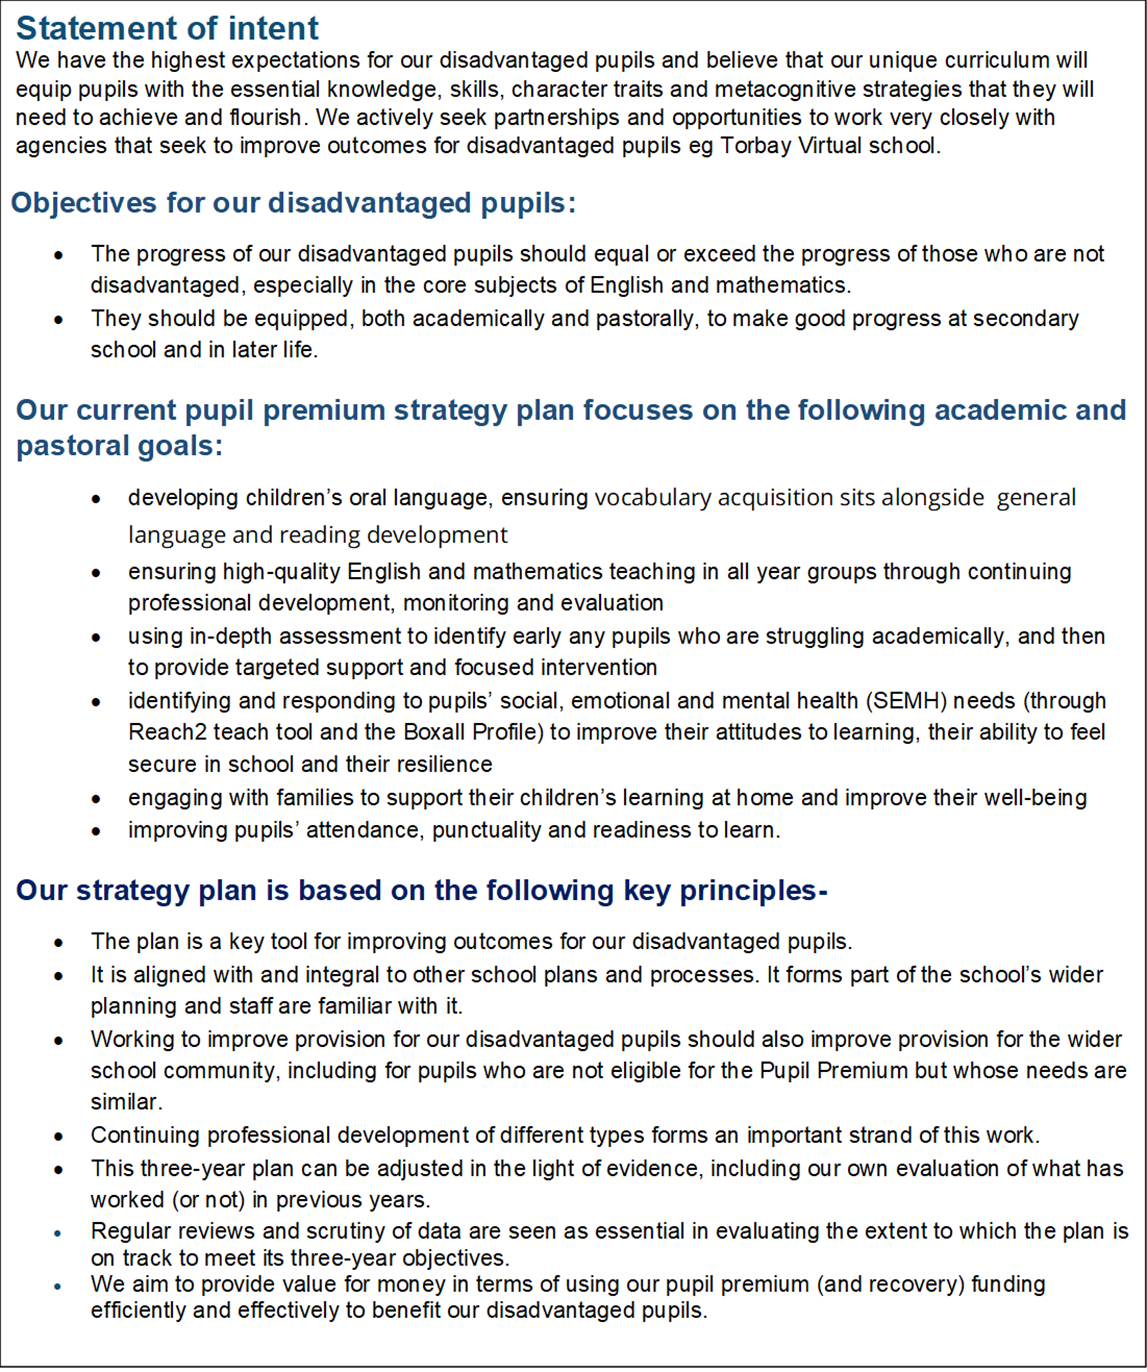 Statement of intent
We have the highest expectations for our disadvantaged pupils and believe that our unique curriculum will
equip pupils with the essential knowledge, skills, character traits and metacognitive strategies that they will
need to achieve and flourish. We actively seek partnerships and opportunities to work very closely with
agencies that seek to improve outcomes for disadvantaged pupils eg Torbay Virtual school.
Objectives for our disadvantaged pupils:
• The progress of our disadvantaged pupils should equal or exceed the progress of those who are not
disadvantaged, especially in the core subjects of English and mathematics.
• They should be equipped, both academically and pastorally, to make good progress at secondary
school and in later life.
Our current pupil premium strategy plan focuses on the following academic and
pastoral goals:
• developing children’s oral language, ensuring vocabulary acquisition sits alongside  general
language and reading development
• ensuring high-quality English and mathematics teaching in all year groups through continuing
professional development, monitoring and evaluation
• using in-depth assessment to identify early any pupils who are struggling academically, and then
to provide targeted support and focused intervention
• identifying and responding to pupils’ social, emotional and mental health (SEMH) needs (through
Reach2 teach tool and the Boxall Profile) to improve their attitudes to learning, their ability to feel
secure in school and their resilience
• engaging with families to support their children’s learning at home and improve their well-being
• improving pupils’ attendance, punctuality and readiness to learn.
Our strategy plan is based on the following key principles-
• The plan is a key tool for improving outcomes for our disadvantaged pupils.
• It is aligned with and integral to other school plans and processes. It forms part of the school’s wider
planning and staff are familiar with it.
• Working to improve provision for our disadvantaged pupils should also improve provision for the wider
school community, including for pupils who are not eligible for the Pupil Premium but whose needs are
similar.
• Continuing professional development of different types forms an important strand of this work.
• This three-year plan can be adjusted in the light of evidence, including our own evaluation of what has
worked (or not) in previous years.
• Regular reviews and scrutiny of data are seen as essential in evaluating the extent to which the plan is
on track to meet its three-year objectives.
• We aim to provide value for money in terms of using our pupil premium (and recovery) funding
efficiently and effectively to benefit our disadvantaged pupils.